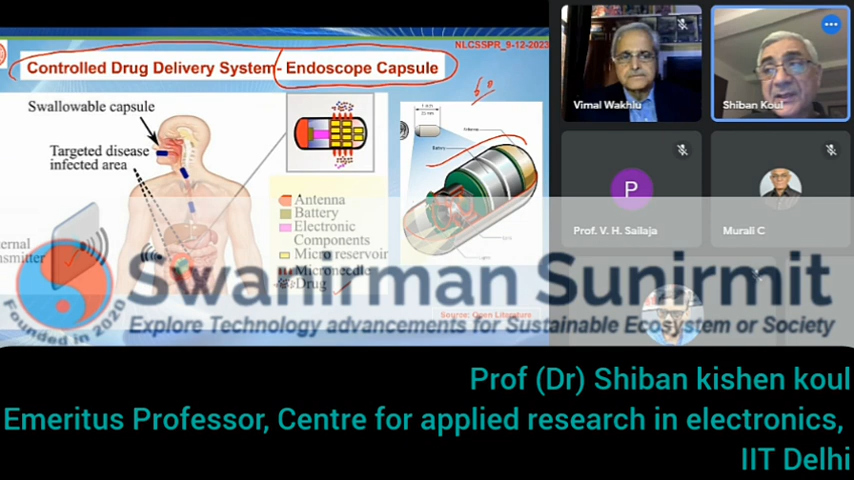 NLCSSPR_9-12-2023
Controlled Drug Delivery System- Endoscope Capsule
Swallowable capsule
Targeted disease
infected area
Antenna
Battery
Electronic
Components
Micro reservoir
Microneedle
Drug
Antenna
Battery
Source: Open Literature
Vimal Wakhlu
Shiban Koul
P
Prof. V. H. Sailaja
Murali C
Swanirman Sunirmit
Explore Technology advancements for Sustainable Ecosystem or Society
Founded in 2020
Prof (Dr) Shiban kishen koul
Emeritus Professor, Centre for applied research in electronics,
IIT Delhi